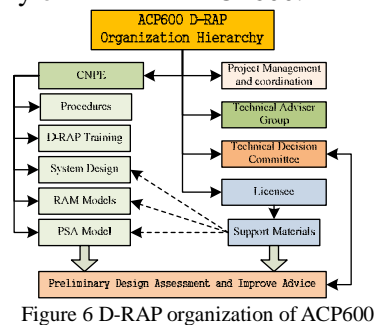 ACP600 D-RAP
Organization Hierarchy
CNPE
Project Management
and coordination
Procedures
Technical Adviser
Group
D-RAP Training
Technical Decision
Committee
System Design
Licensee
RAM Models
PSA Model
Support Materials
Preliminary Design Assessment and Improve Advice
Figure 6 D-RAP organization of ACP600